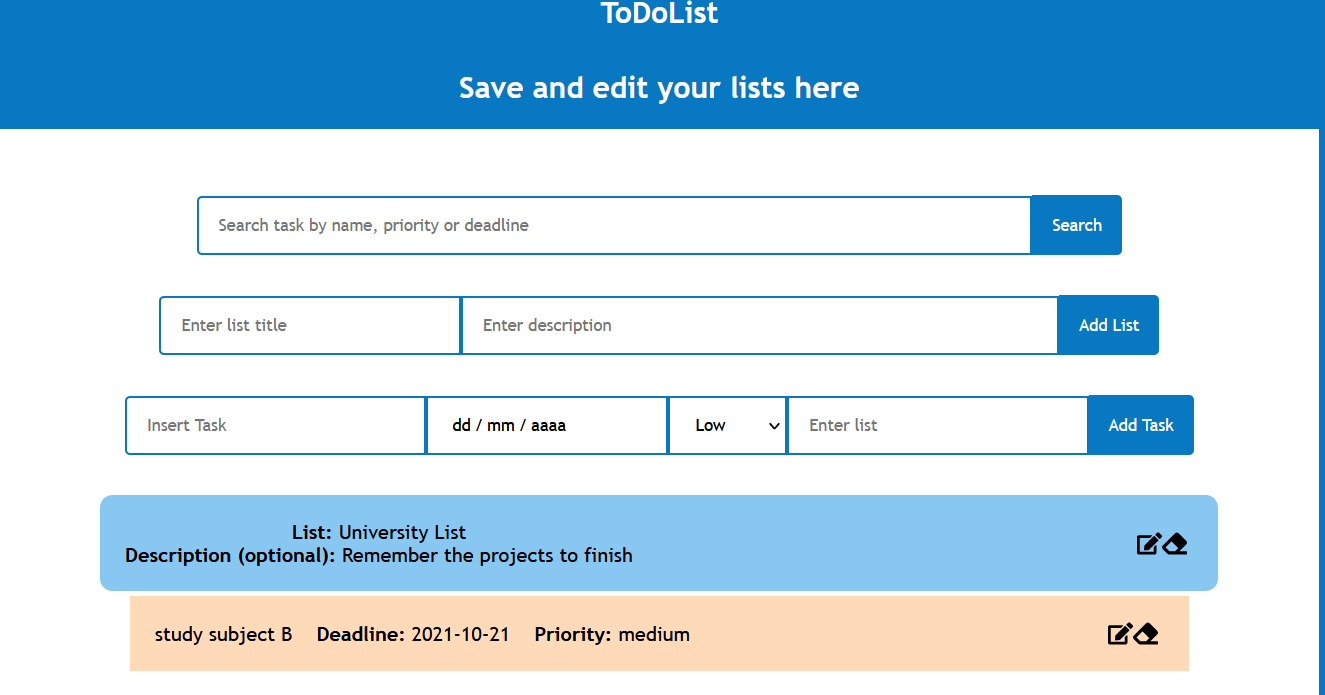 ToDoList
Save and edit your lists here
Search task by name, priority or deadline Search
Enter list title Enter description Add List
Insert Task dd / mm / aaaa Low Enter list Add Task
List: University List
Description (optional): Remember the projects to finish
study subject B Deadline: 2021-10-21 Priority: medium